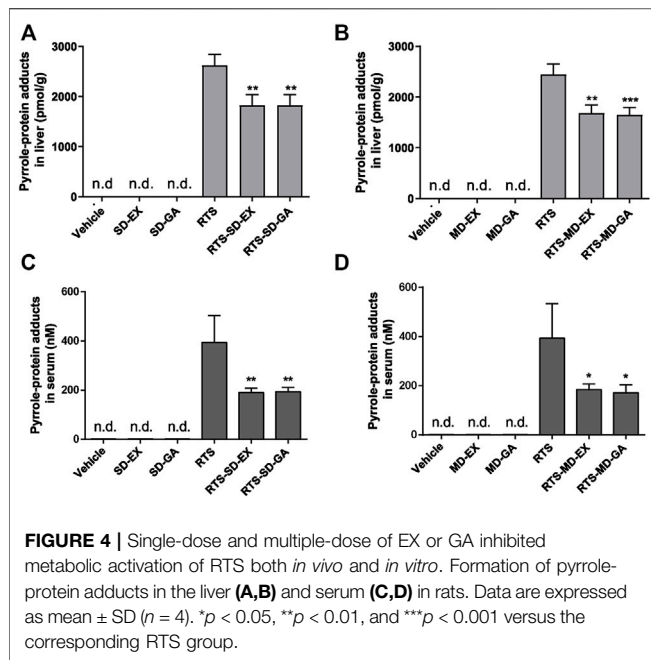 A
Pyrrole-protein adducts
in liver (pmol/g)
3000
2000
1000
0
n.d
n.d.
n.d.
**
**
Vehicie
SD-EX
SD-GA
RTS
RTS-SD-EX
RTS-SD-GA
B
Pyrrole-protein adducts
in liver (pmol/g)
3000
2000
1000
0
n.d
n.d.
n.d.
**
***
Vehicle
MD-EX
MD-GA
RTS
RTS-MD-EX
RTS-MD-GA
C
Pyrrole-protein adducts
in serum (nM)
600
400
200
0
n.d.
n.d.
n.d.
**
**
Vehicle
SD-EX
SD-GA
RTS
RTS-SD-EX
RTS-SD-GA
D
Pyrrole-protein adducts
in serum (nM)
600
400
200
0
n.d.
n.d.
n.d.
*
*
Vehicle
MD-EX
MD-GA
RTS
RTS-MD-EX
RTS-MD-GA
FIGURE 4 | Single-dose and multiple-dose of EX or GA inhibited
metabolic activation of RTS both in vivo and in vitro. Formation of pyrrole-
protein adducts in the liver (A,B) and serum (C,D) in rats. Data are expressed
as mean ± SD (n = 4). *p < 0.05, **p < 0.01, and ***p < 0.001 versus the
corresponding RTS group.